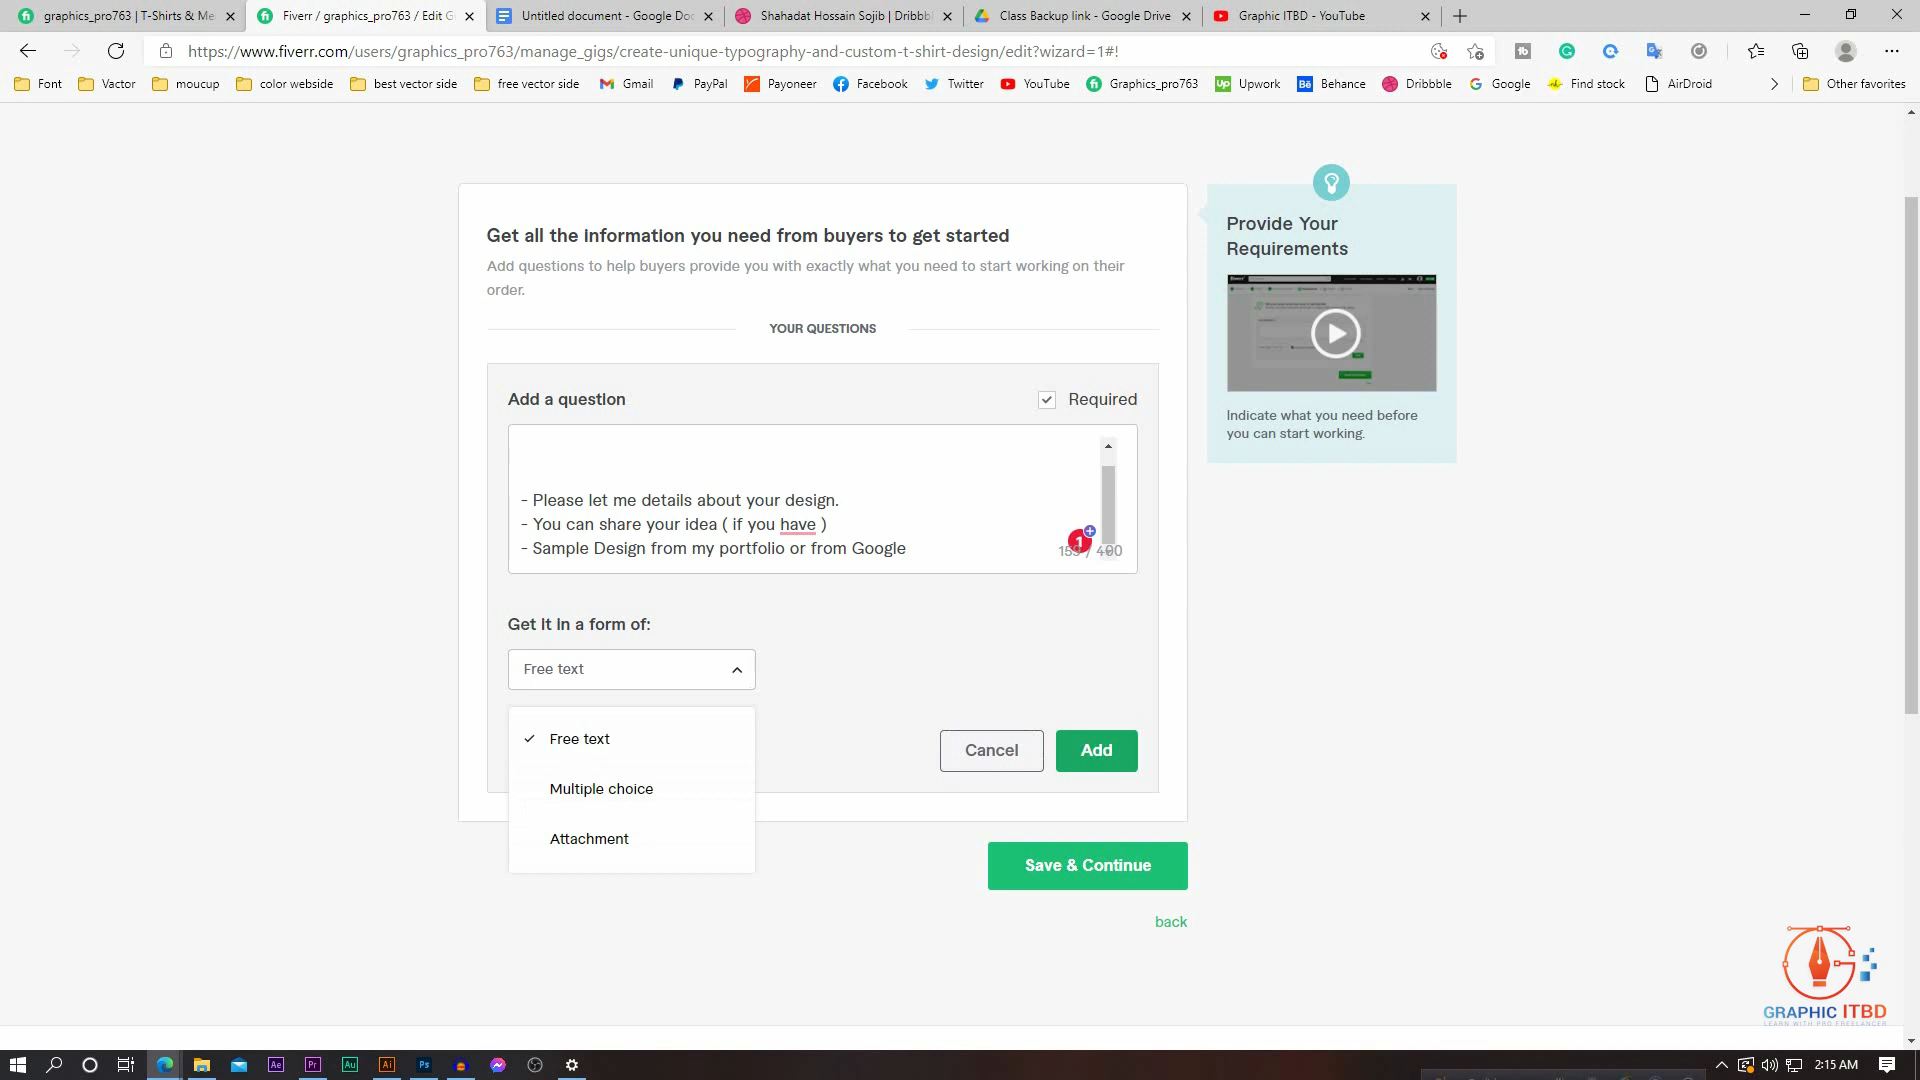 graphics_pro763 | T-Shirts & Me
Fiverr / graphics_pro763 / Edit G
Untitled document - Google Doc
Shahadat Hossain Sojib | Dribbb
Class Backup link - Google Drive
Graphic ITBD - YouTube
https://www.fiverr.com/users/graphics_pro763/manage_gigs/create-unique-typography-and-custom-t-shirt-design/edit?wizard=1#!
Font
Vactor
moucup
color webside
best vector side
free vector side
Gmail
PayPal
Payoneer
Facebook
Twitter
YouTube
Graphics_pro763
Upwork
Behance
Dribbble
Google
Find stock
AirDroid
Other favorites
Get all the information you need from buyers to get started
Add questions to help buyers provide you with exactly what you need to start working on their
order.
YOUR QUESTIONS
Add a question
Required
- Please let me details about your design.
- You can share your idea ( if you have )
- Sample Design from my portfolio or from Google
1
159 / 400
Get it in a form of:
Free text
Free text
Multiple choice
Attachment
Cancel
Add
Save & Continue
back
Provide Your
Requirements
Indicate what you need before
you can start working.
GRAPHIC ITBD
LEARN WITH PRO FREELANCER
2:15 AM